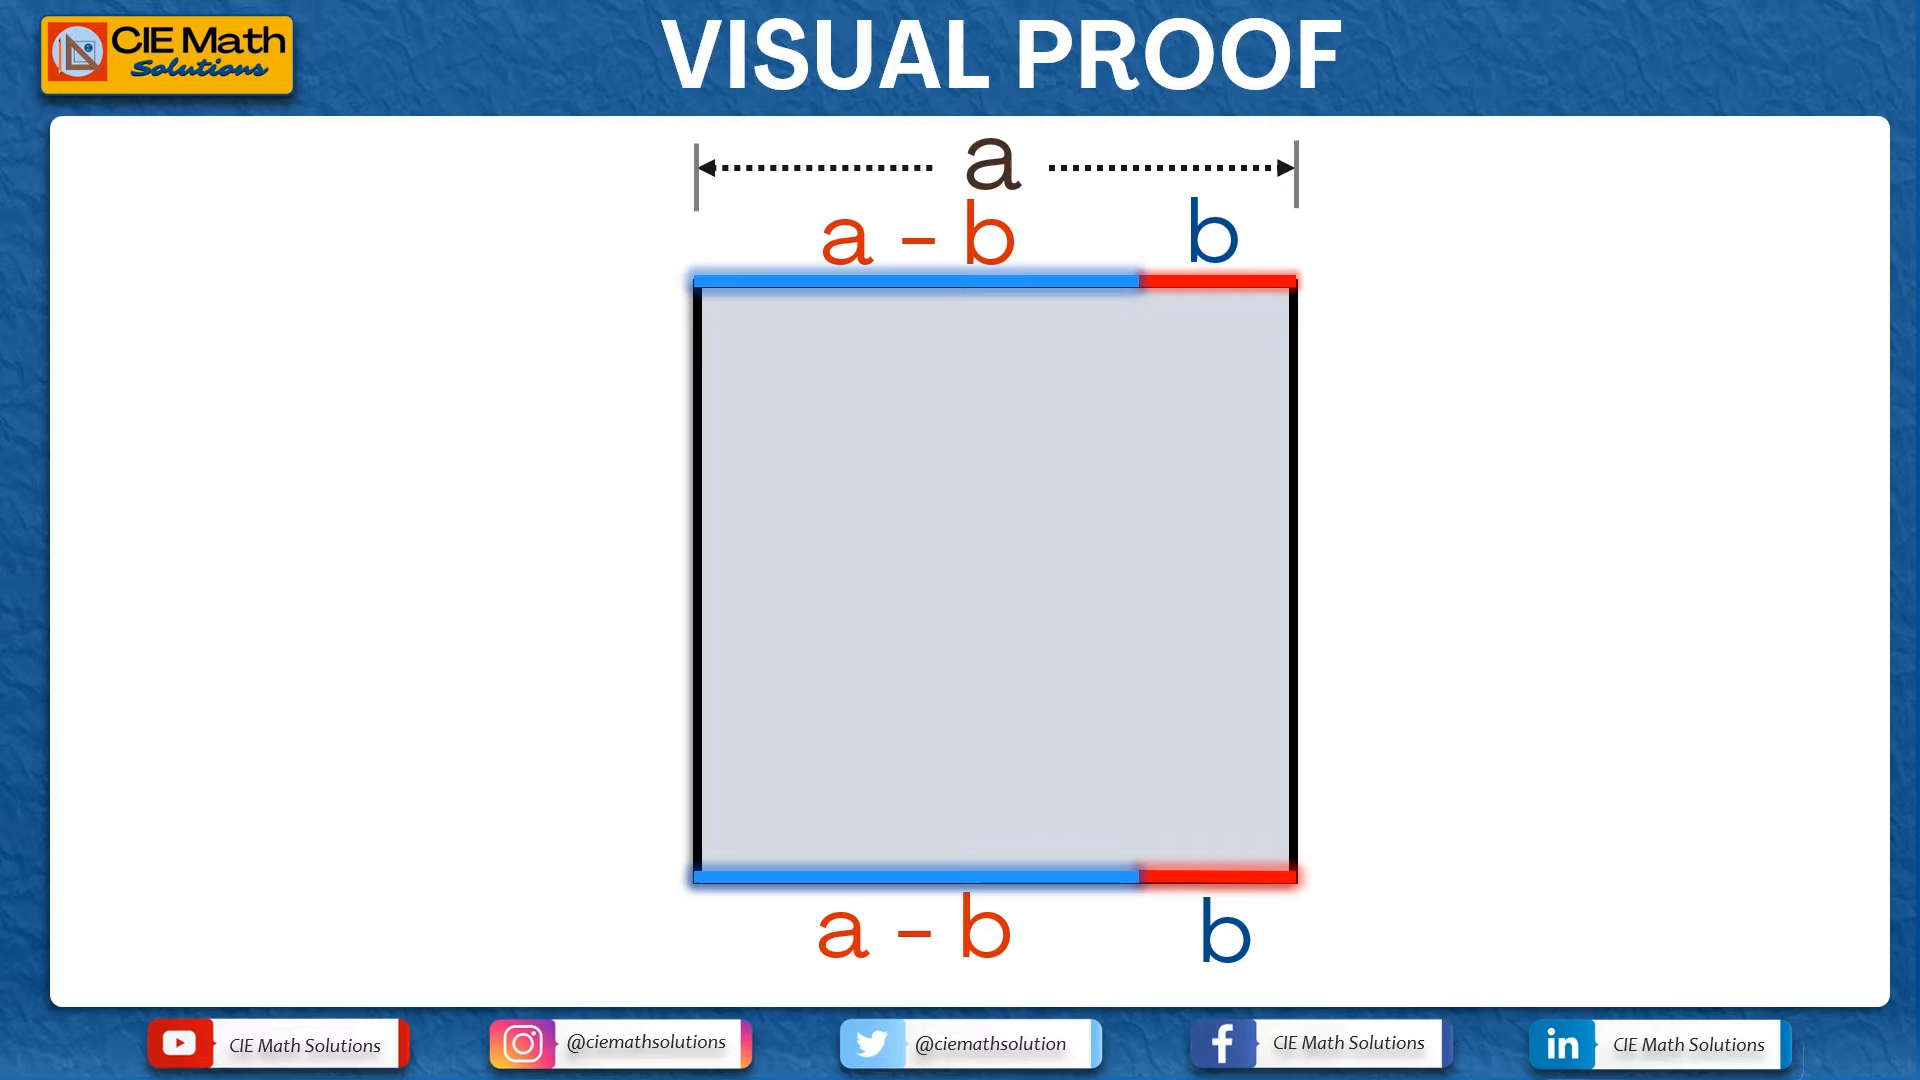 CIE Math
Solutions
VISUAL PROOF
a
a - b
b
a - b
b
CIE Math Solutions
@ciemathsolutions
@ciemathsolution
CIE Math Solutions
CIE Math Solutions